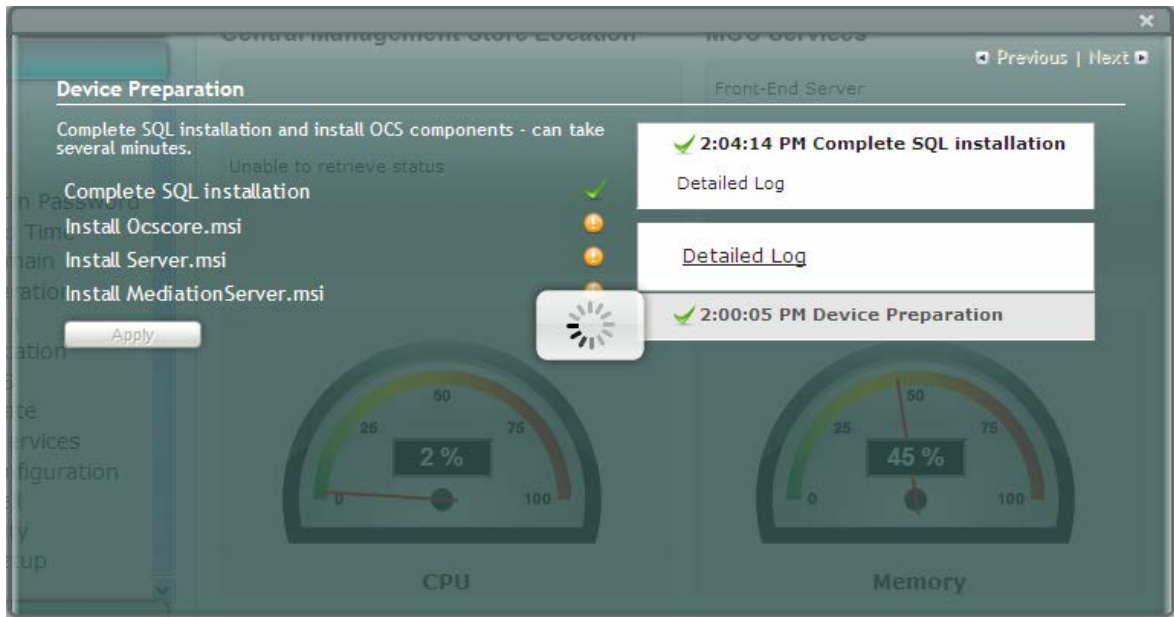 Central Management Store Location
Previous | Next
Device Preparation
Front-End Server
Complete SQL installation and install OCS components - can take
several minutes.
2:04:14 PM Complete SQL installation
Unable to retrieve status
Detailed Log
Complete SQL installation
Password
Install Ocscore.msi
Time
Install Server.msi
Detailed Log
Install MediationServer.msi
2:00:05 PM Device Preparation
Apply
50
25
75
2 %
0
100
CPU
50
25
75
45 %
0
100
Memory